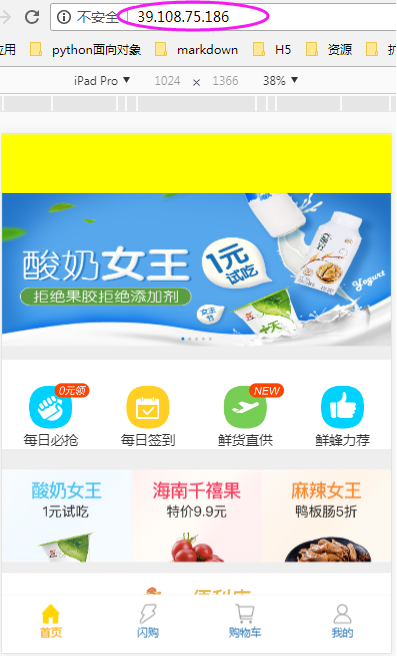 不安全 39.108.75.186
应用 python面向对象 markdown H5 资源 扩
iPad Pro ▼ 1024 × 1366 38% ▼
酸奶女王
拒绝果胶拒绝添加剂
1元
试吃
女王
节
Yogurt
0元领 NEW
每日必抢 每日签到 鲜货直供 鲜蜂力荐
酸奶女王 海南千禧果 麻辣女王
1元试吃 特价9.9元 鸭板肠5折
首页 闪购 购物车 我的